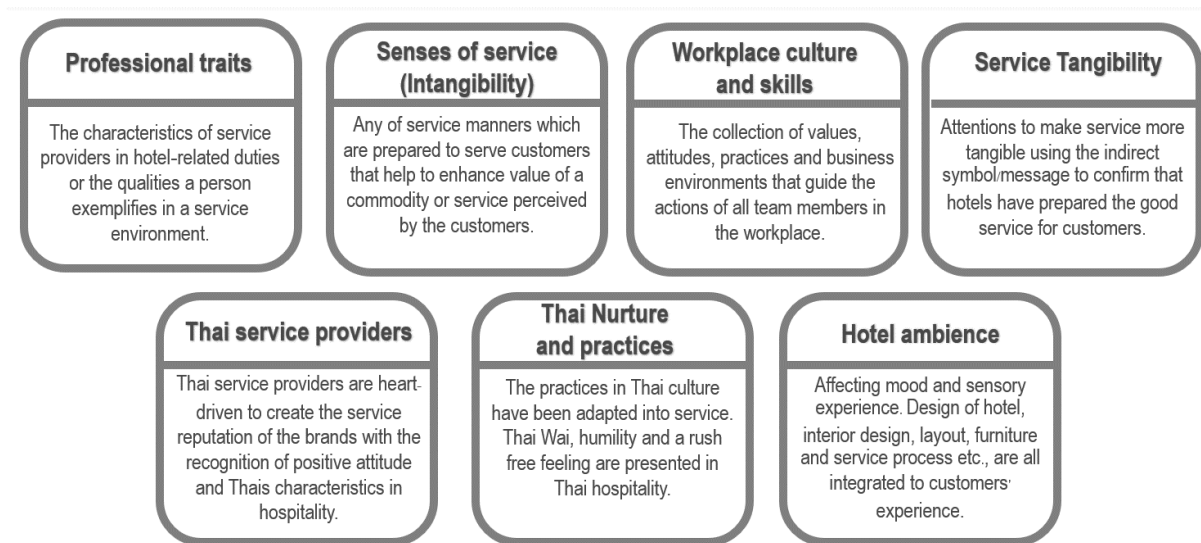 Professional traits
The characteristics of service
providers in hotel-related duties
or the qualities a person
exemplifies in a service
environment.
Senses of service
(Intangibility)
Any of service manners which
are prepared to serve customers
that help to enhance value of a
commodity or service perceived
by the customers.
Workplace culture
and skills
The collection of values,
attitudes, practices and business
environments that guide the
actions of all team members in
the workplace.
Service Tangibility
Attentions to make service more
tangible using the indirect
symbol/message to confirm that
hotels have prepared the good
service for customers.
Thai service providers
Thai service providers are heart-
driven to create the service
reputation of the brands with the
recognition of positive attitude
and Thais characteristics in
hospitality.
Thai Nurture
and practices
The practices in Thai culture
have been adapted into service.
Thai Wai, humility and a rush
free feeling are presented in
Thai hospitality.
Hotel ambience
Affecting mood and sensory
experience. Design of hotel,
interior design, layout, furniture
and service process etc., are all
integrated to customers'
experience.